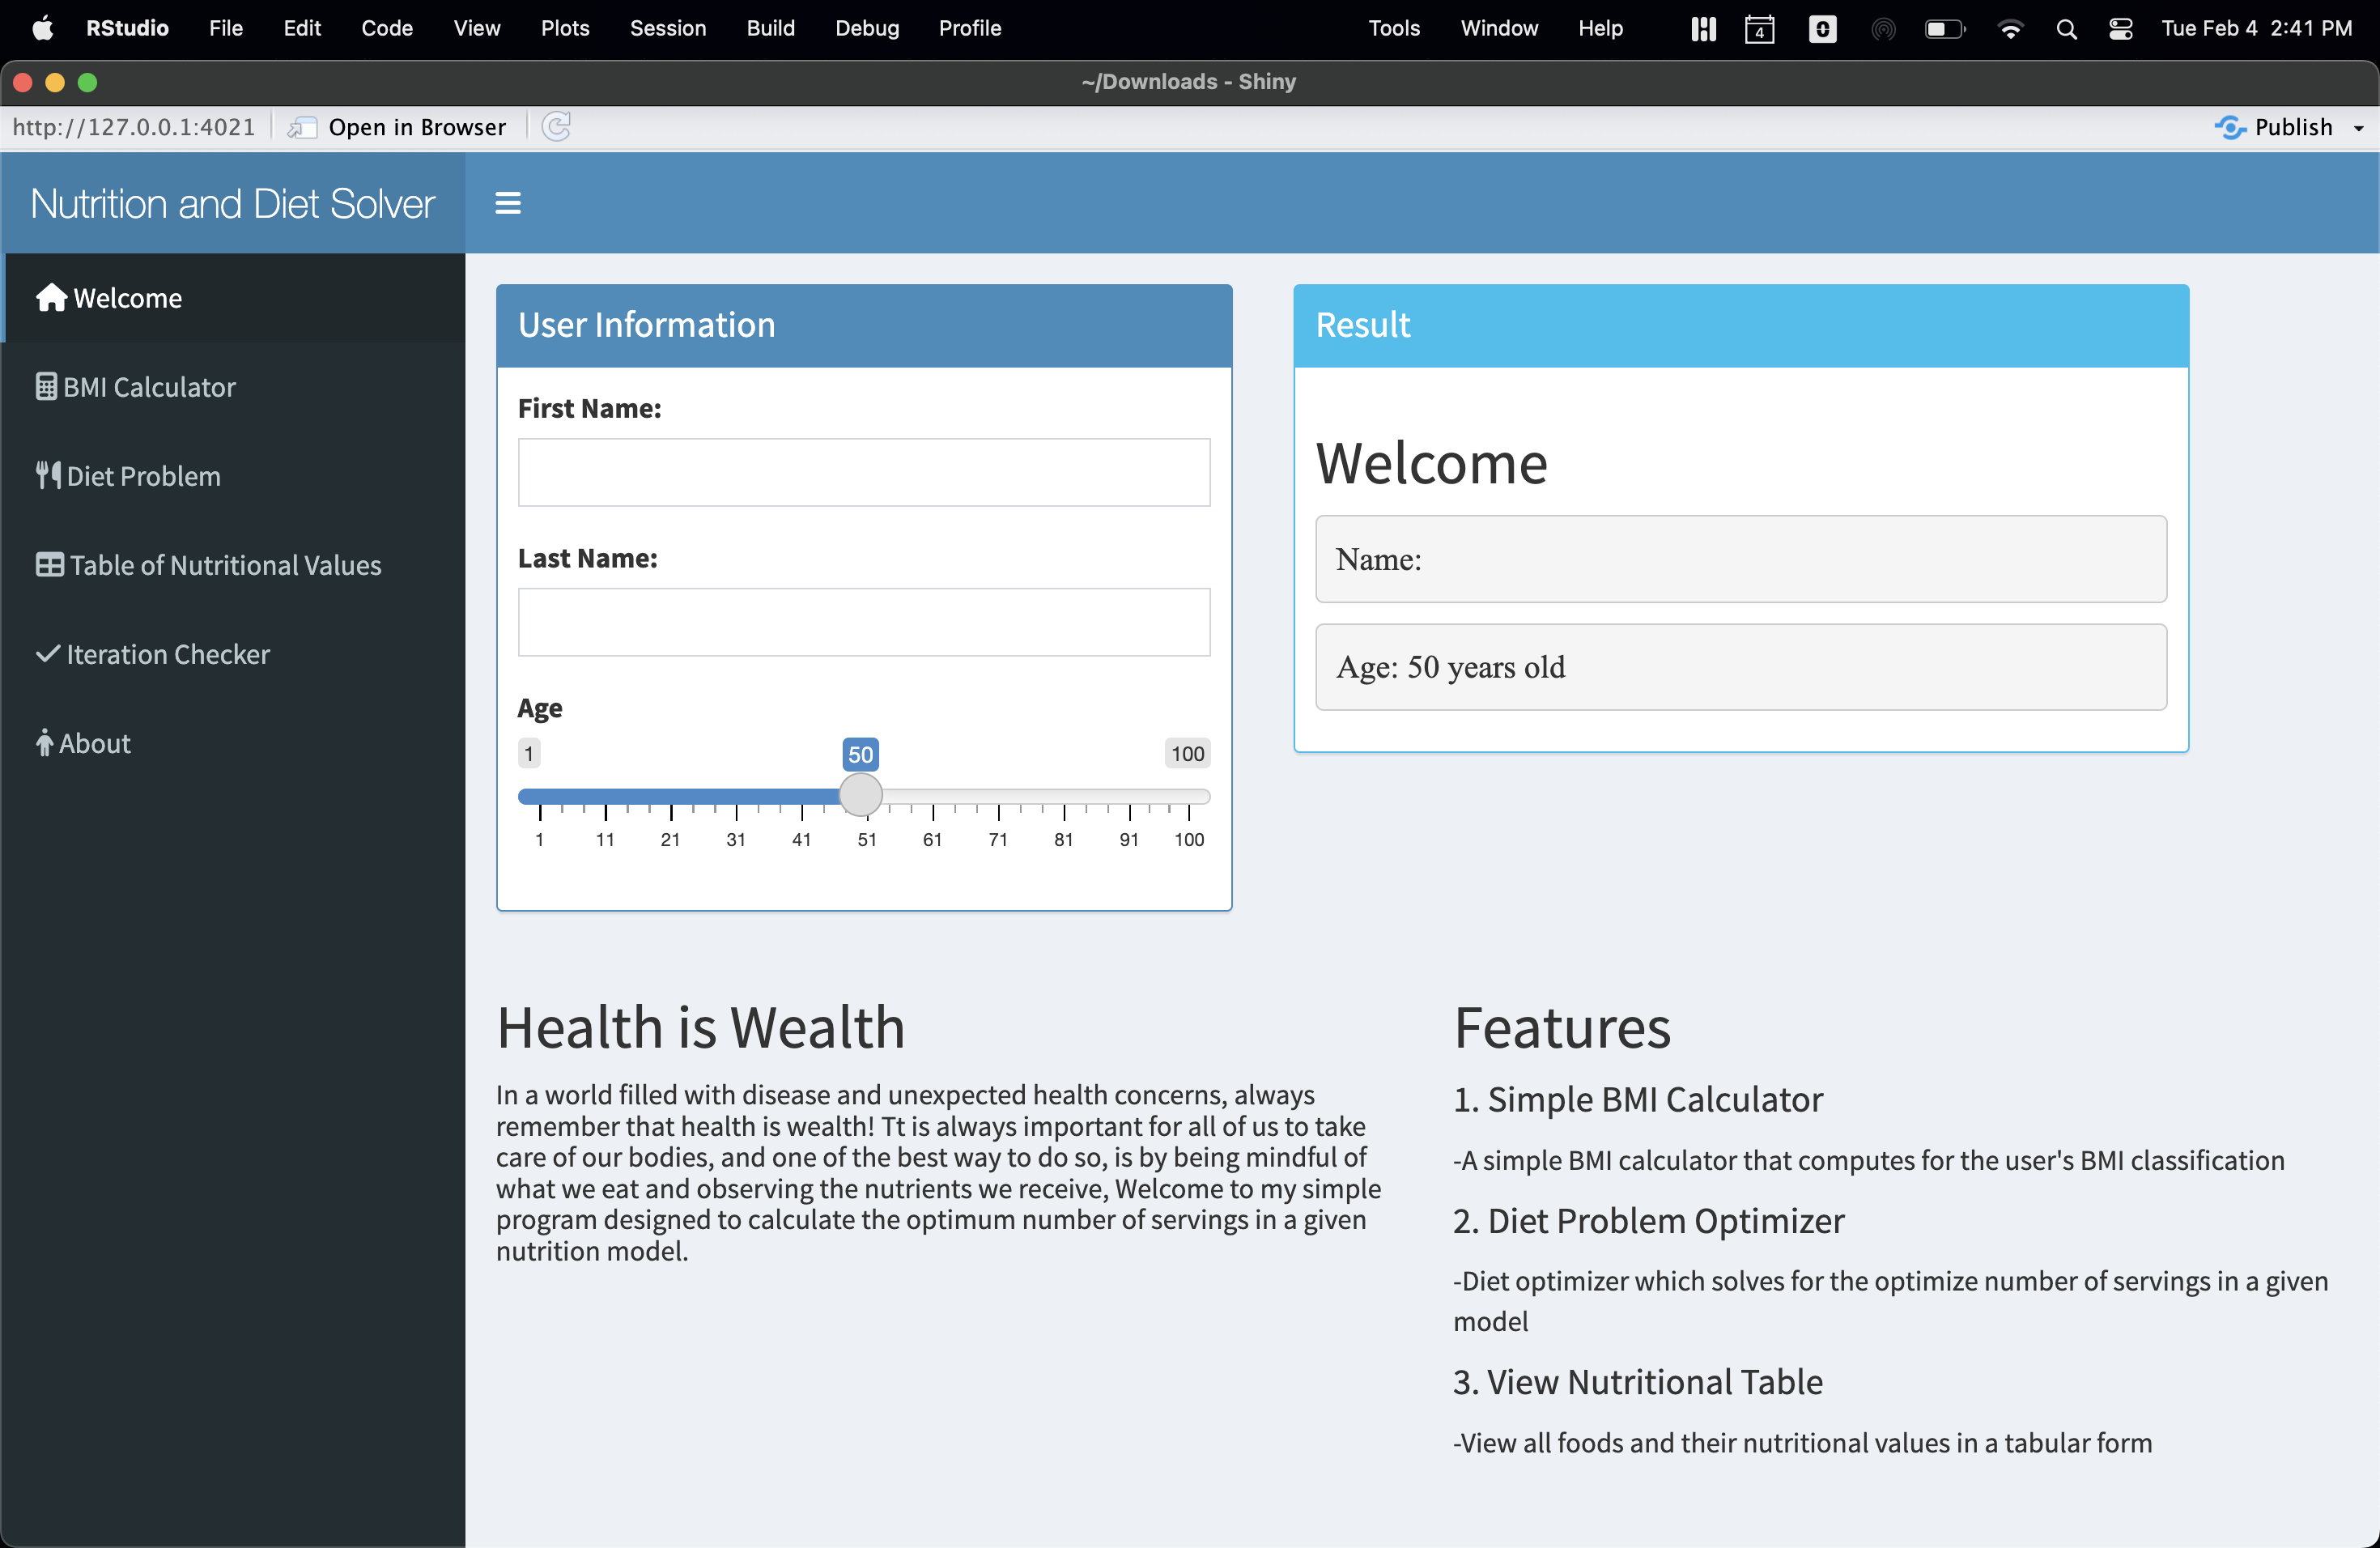 RStudio File Edit Code View Plots Session Build Debug Profile Tools Window Help 4 Tue Feb 4 2:41 PM
~/Downloads - Shiny
http://127.0.0.1:4021 Open in Browser Publish
Nutrition and Diet Solver
Welcome
BMI Calculator
Diet Problem
Table of Nutritional Values
Iteration Checker
About
User Information
First Name:
Last Name:
Age
1 50 100
1 11 21 31 41 51 61 71 81 91 100
Result
Welcome
Name:
Age: 50 years old
Health is Wealth
In a world filled with disease and unexpected health concerns, always
remember that health is wealth! Tt is always important for all of us to take
care of our bodies, and one of the best way to do so, is by being mindful of
what we eat and observing the nutrients we receive, Welcome to my simple
program designed to calculate the optimum number of servings in a given
nutrition model.
Features
1. Simple BMI Calculator
-A simple BMI calculator that computes for the user's BMI classification
2. Diet Problem Optimizer
-Diet optimizer which solves for the optimize number of servings in a given
model
3. View Nutritional Table
-View all foods and their nutritional values in a tabular form